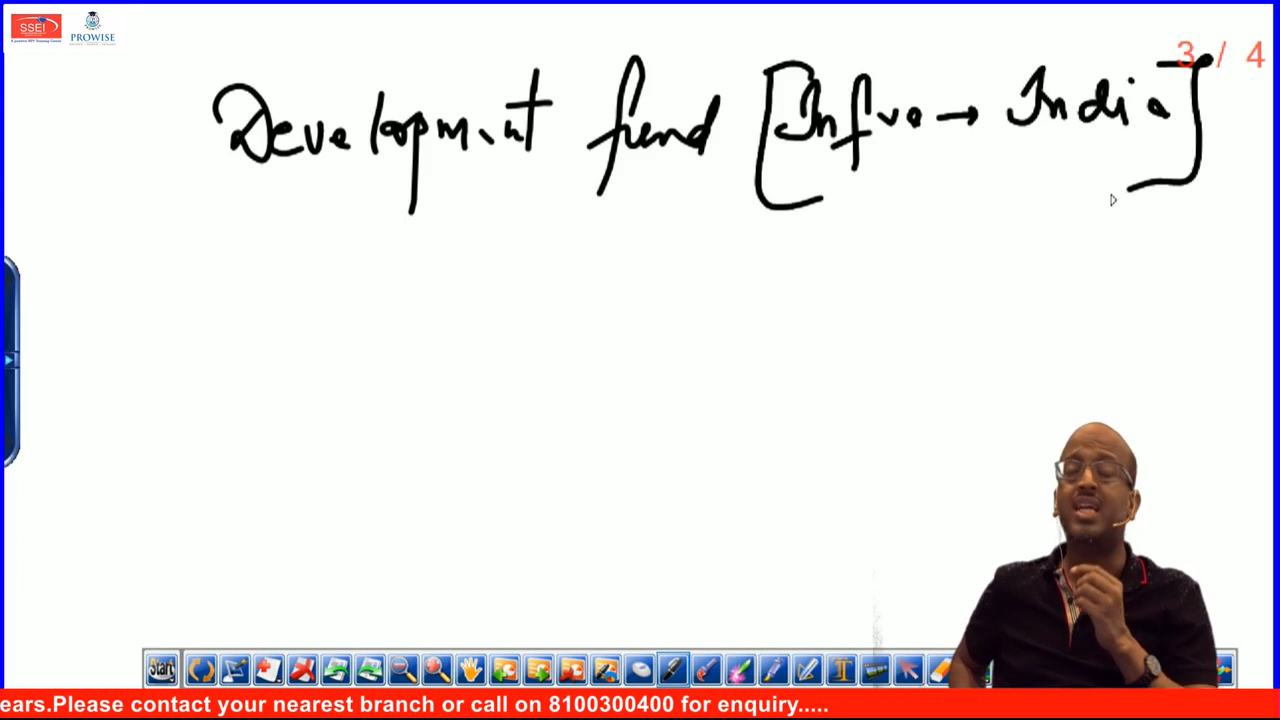 SSEI
PROWISE
3 / 4
Development fund [Infra → India]
Start
ears.Please contact your nearest branch or call on 8100300400 for enquiry.....